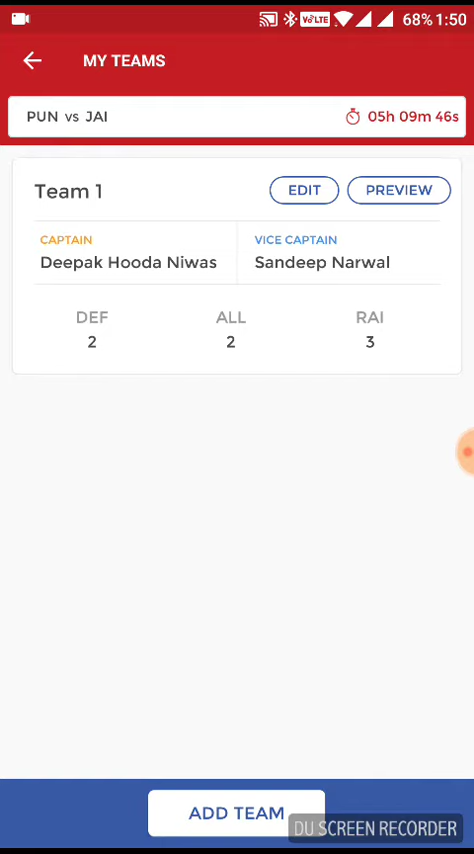 VoLTE 68% 1:50
MY TEAMS
PUN vs JAI 05h 09m 46s
Team 1 EDIT PREVIEW
CAPTAIN VICE CAPTAIN
Deepak Hooda Niwas Sandeep Narwal
DEF ALL RAI
2 2 3
ADD TEAM
DU SCREEN RECORDER